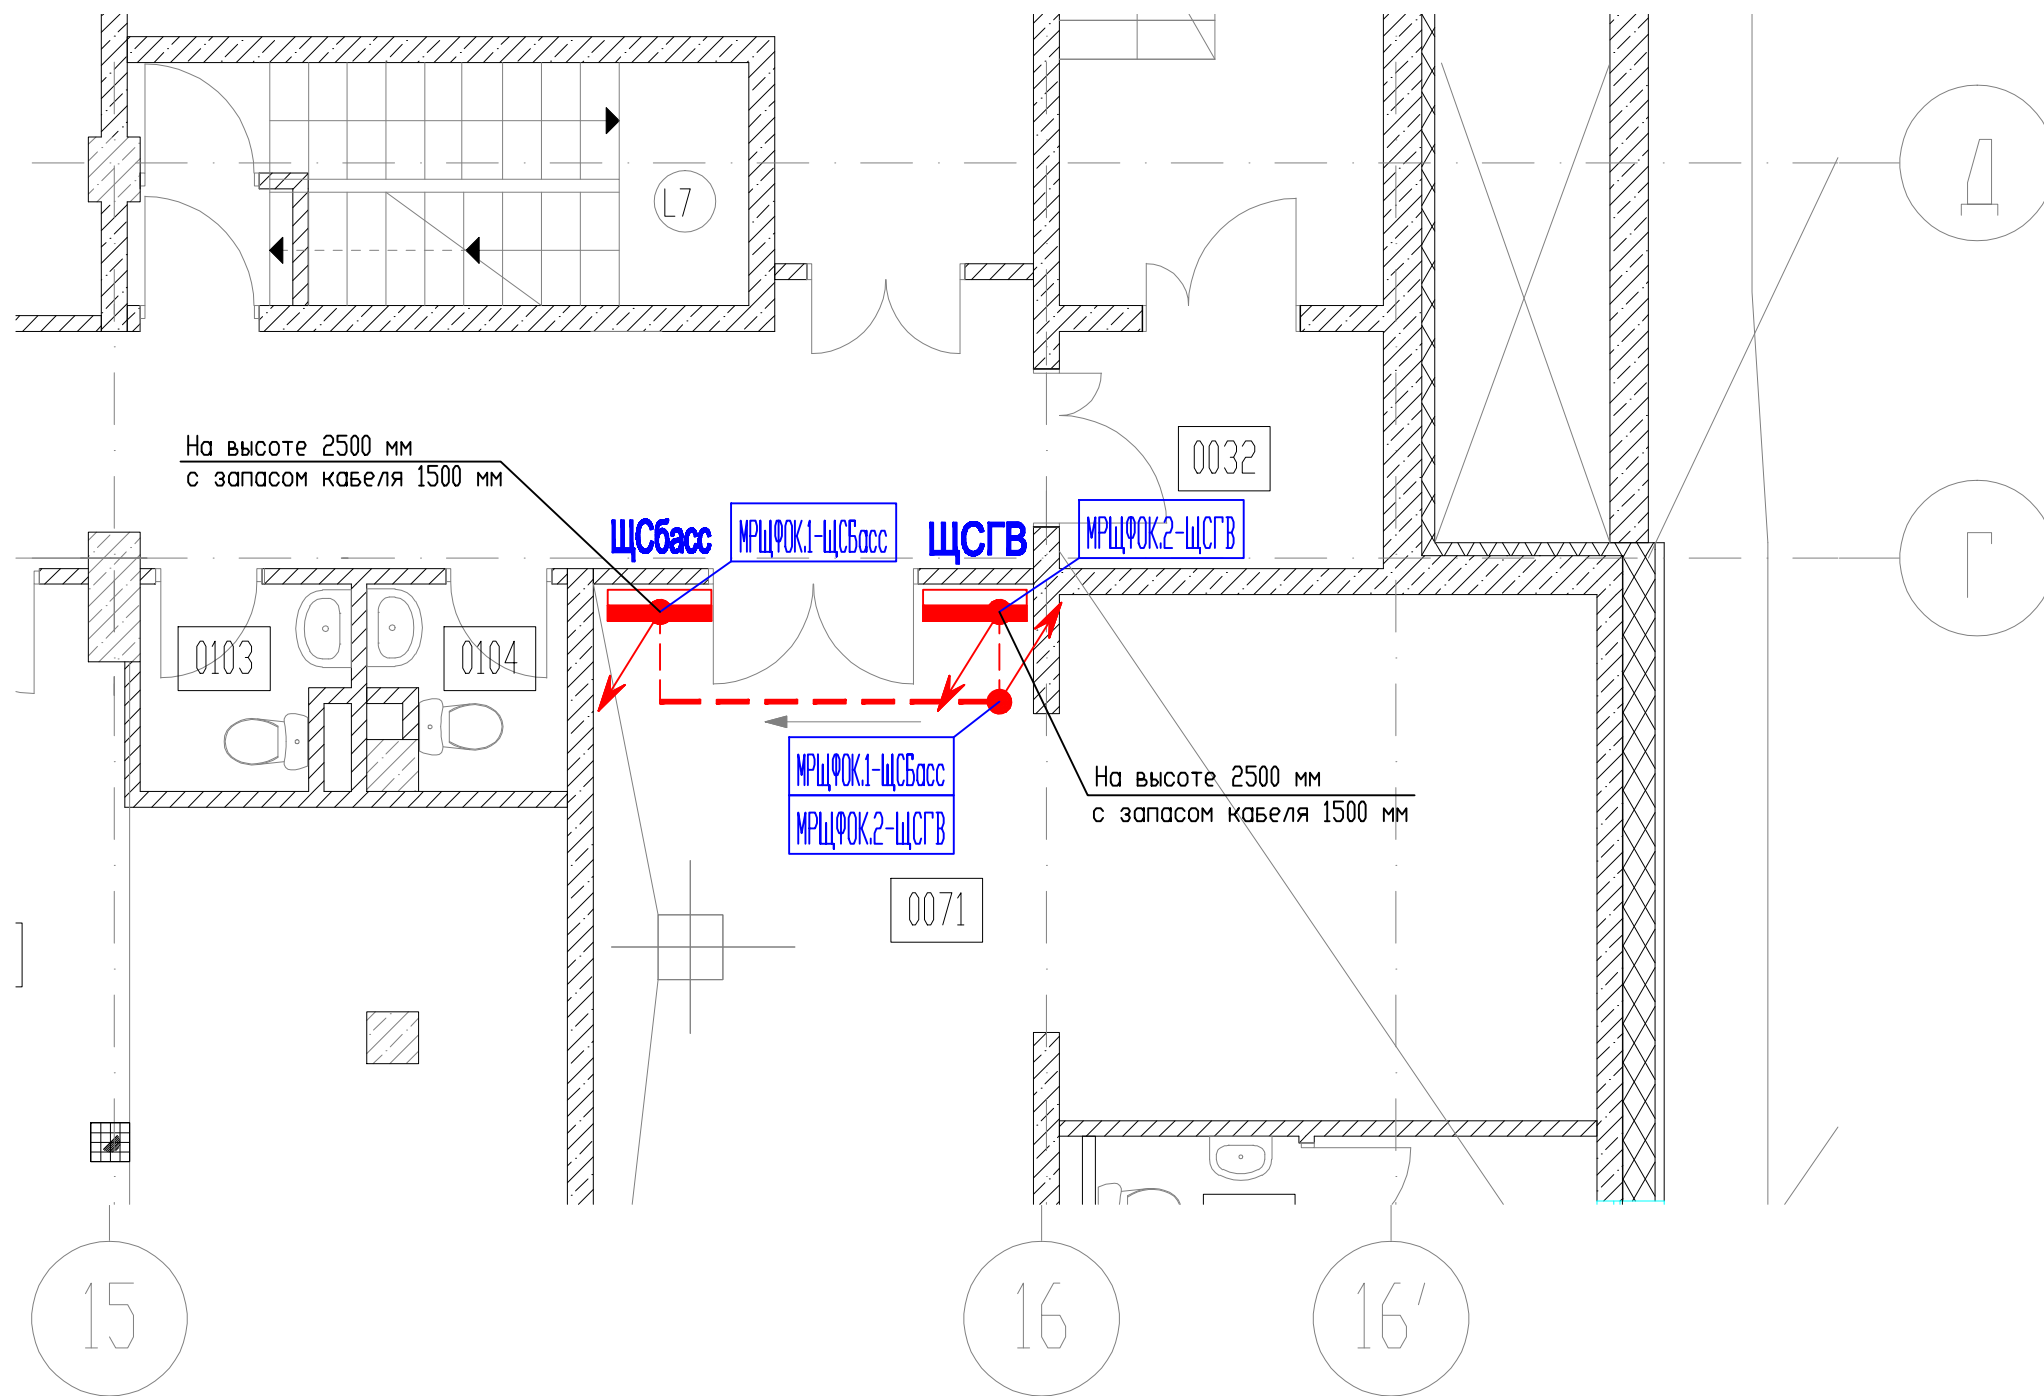 L7
Д
На высоте 2500 мм
с запасом кабеля 1500 мм
0032
ЩСбасс
МРЩФОК.1-ЩСБасс
ЩСГВ
МРЩФОК.2-ЩСГВ
Г
0103
0104
МРЩФОК.1-ЩСБасс
МРЩФОК.2-ЩСГВ
На высоте 2500 мм
с запасом кабеля 1500 мм
0071
15
16
16'